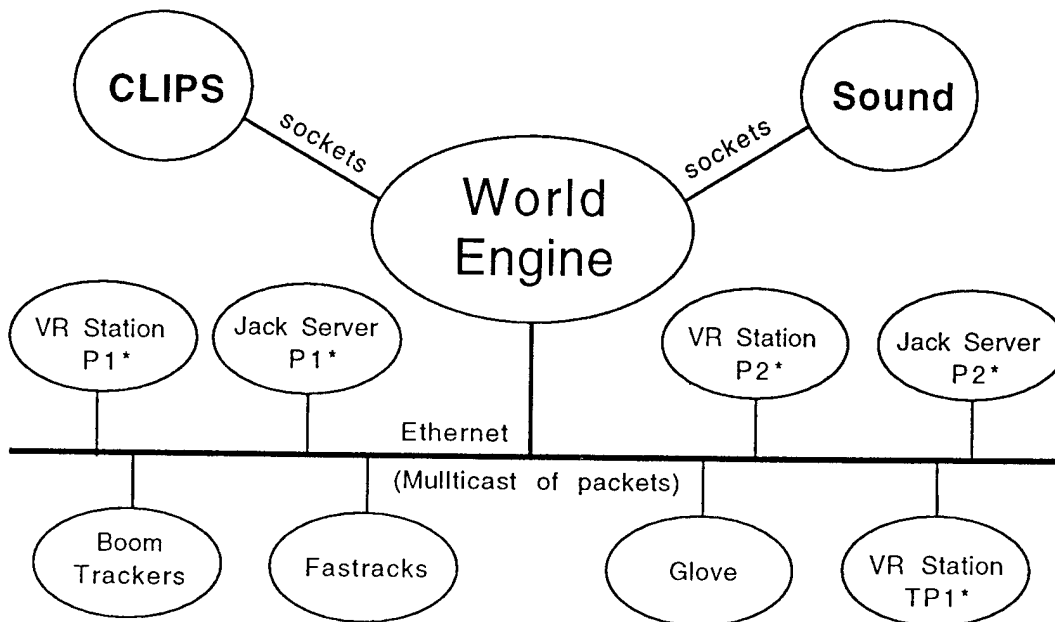 CLIPS
Sound
sockets
sockets
World
Engine
VR Station
P1*
Jack Server
P1*
VR Station
P2*
Jack Server
P2*
Ethernet
(Mullticast of packets)
Boom
Trackers
Fastracks
Glove
VR Station
TP1*